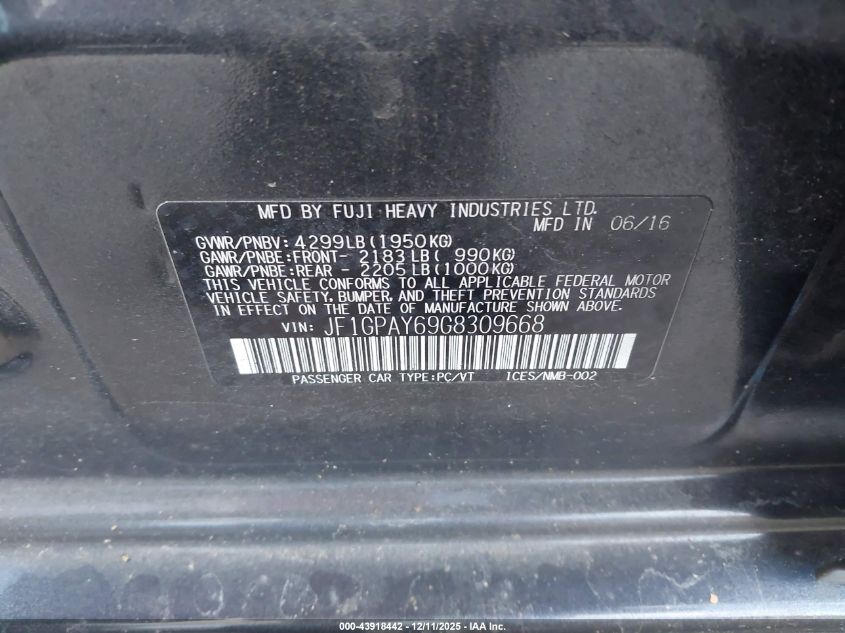 MFD BY FUJI HEAVY INDUSTRIES LTD.
MFD IN 06/16
GVWR/PNBV: 4299LB(1950KG)
GAWR/PNBE:FRONT- 2183LB( 990KG)
GAWR/PNBE:REAR - 2205LB(1000KG)
THIS VEHICLE CONFORMS TO ALL APPLICABLE FEDERAL MOTOR
VEHICLE SAFETY, BUMPER, AND THEFT PREVENTION STANDARDS
IN EFFECT ON THE DATE OF MANUFACTURE SHOWN ABOVE.
VIN: JF1GPAY69G8309668
PASSENGER CAR TYPE:PC/VT ICES/NMB-002
000-43918442 - 12/11/2025 - IAA Inc.